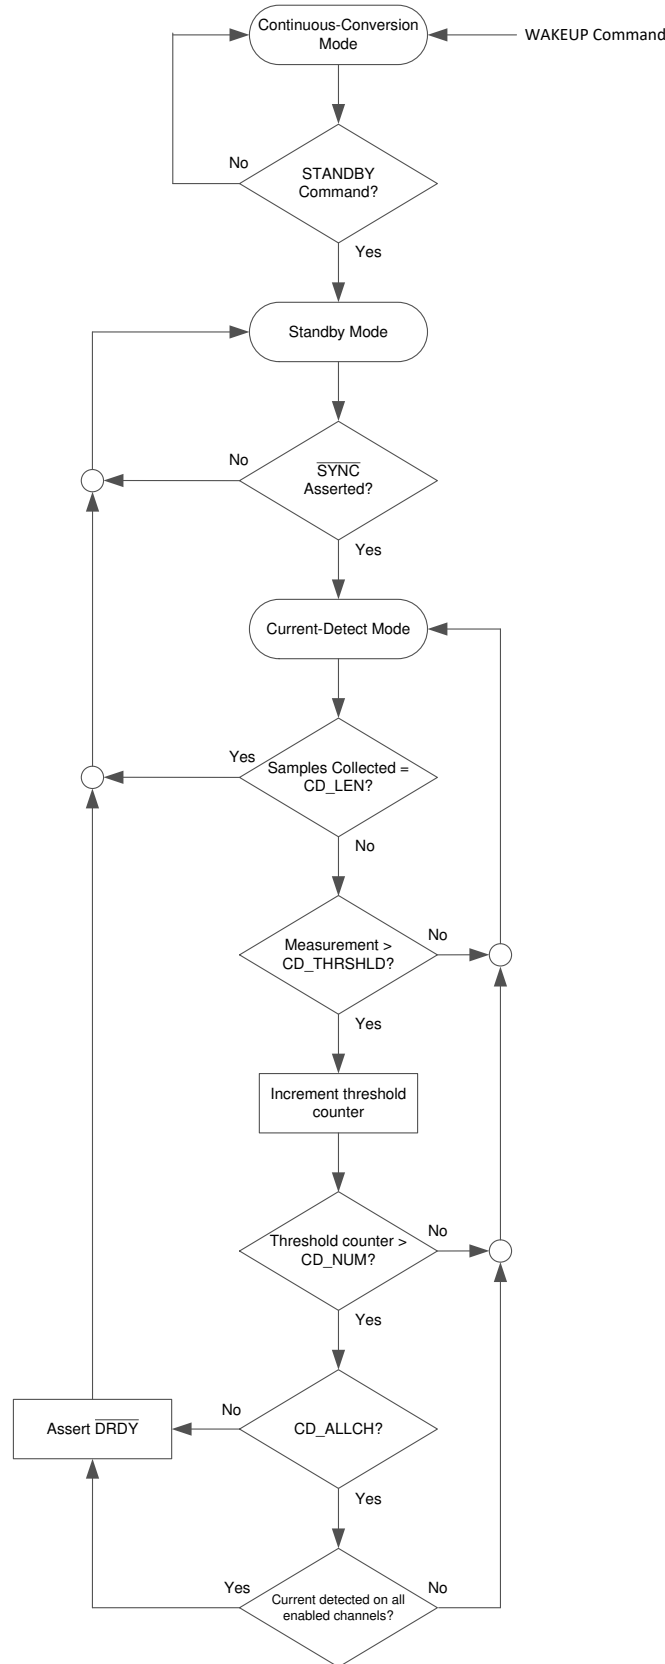 Continuous-Conversion
Mode
WAKEUP Command
No
STANDBY
Command?
Yes
Standby Mode
No
SYNC
Asserted?
Yes
Current-Detect Mode
Yes
Samples Collected =
CD_LEN?
No
Measurement >
CD_THRSHLD?
No
Yes
Increment threshold
counter
Threshold counter >
CD_NUM?
No
Yes
Assert DRDY
No
CD_ALLCH?
Yes
Yes
Current detected on all
enabled channels?
No